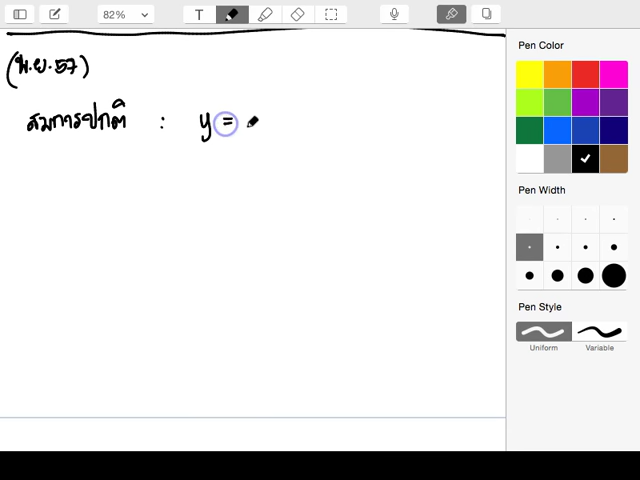 82%
T
(พ.ย.57)
สมการปกติ : y =
Pen Color
Pen Width
Pen Style
Uniform
Variable